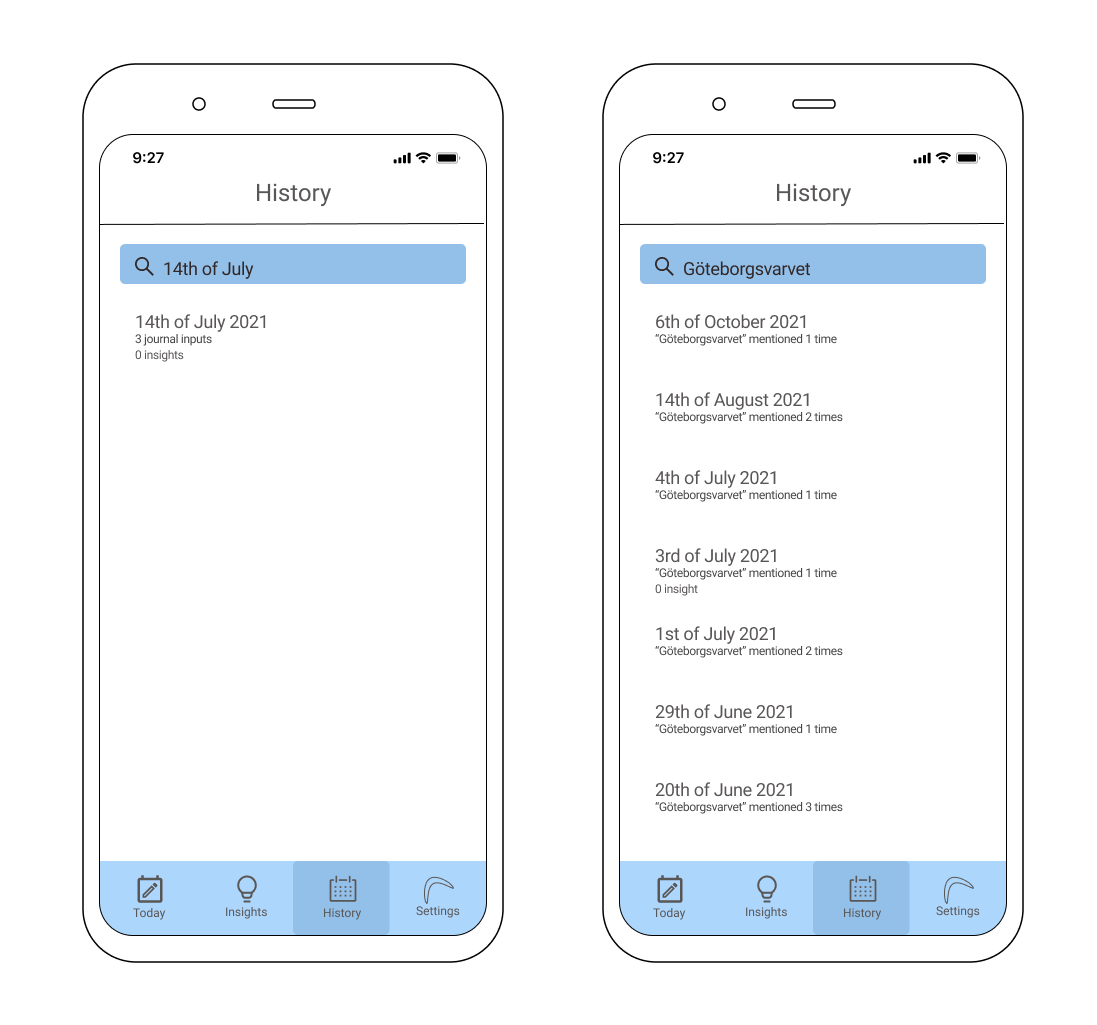 9:27
History
14th of July
14th of July 2021
3 journal inputs
0 insights
Today
Insights
History
Settings
9:27
History
Göteborgsvarvet
6th of October 2021
“Göteborgsvarvet” mentioned 1 time
14th of August 2021
“Göteborgsvarvet” mentioned 2 times
4th of July 2021
“Göteborgsvarvet” mentioned 1 time
3rd of July 2021
“Göteborgsvarvet” mentioned 1 time
0 insight
1st of July 2021
“Göteborgsvarvet” mentioned 2 times
29th of June 2021
“Göteborgsvarvet” mentioned 1 time
20th of June 2021
“Göteborgsvarvet” mentioned 3 times
Today
Insights
History
Settings